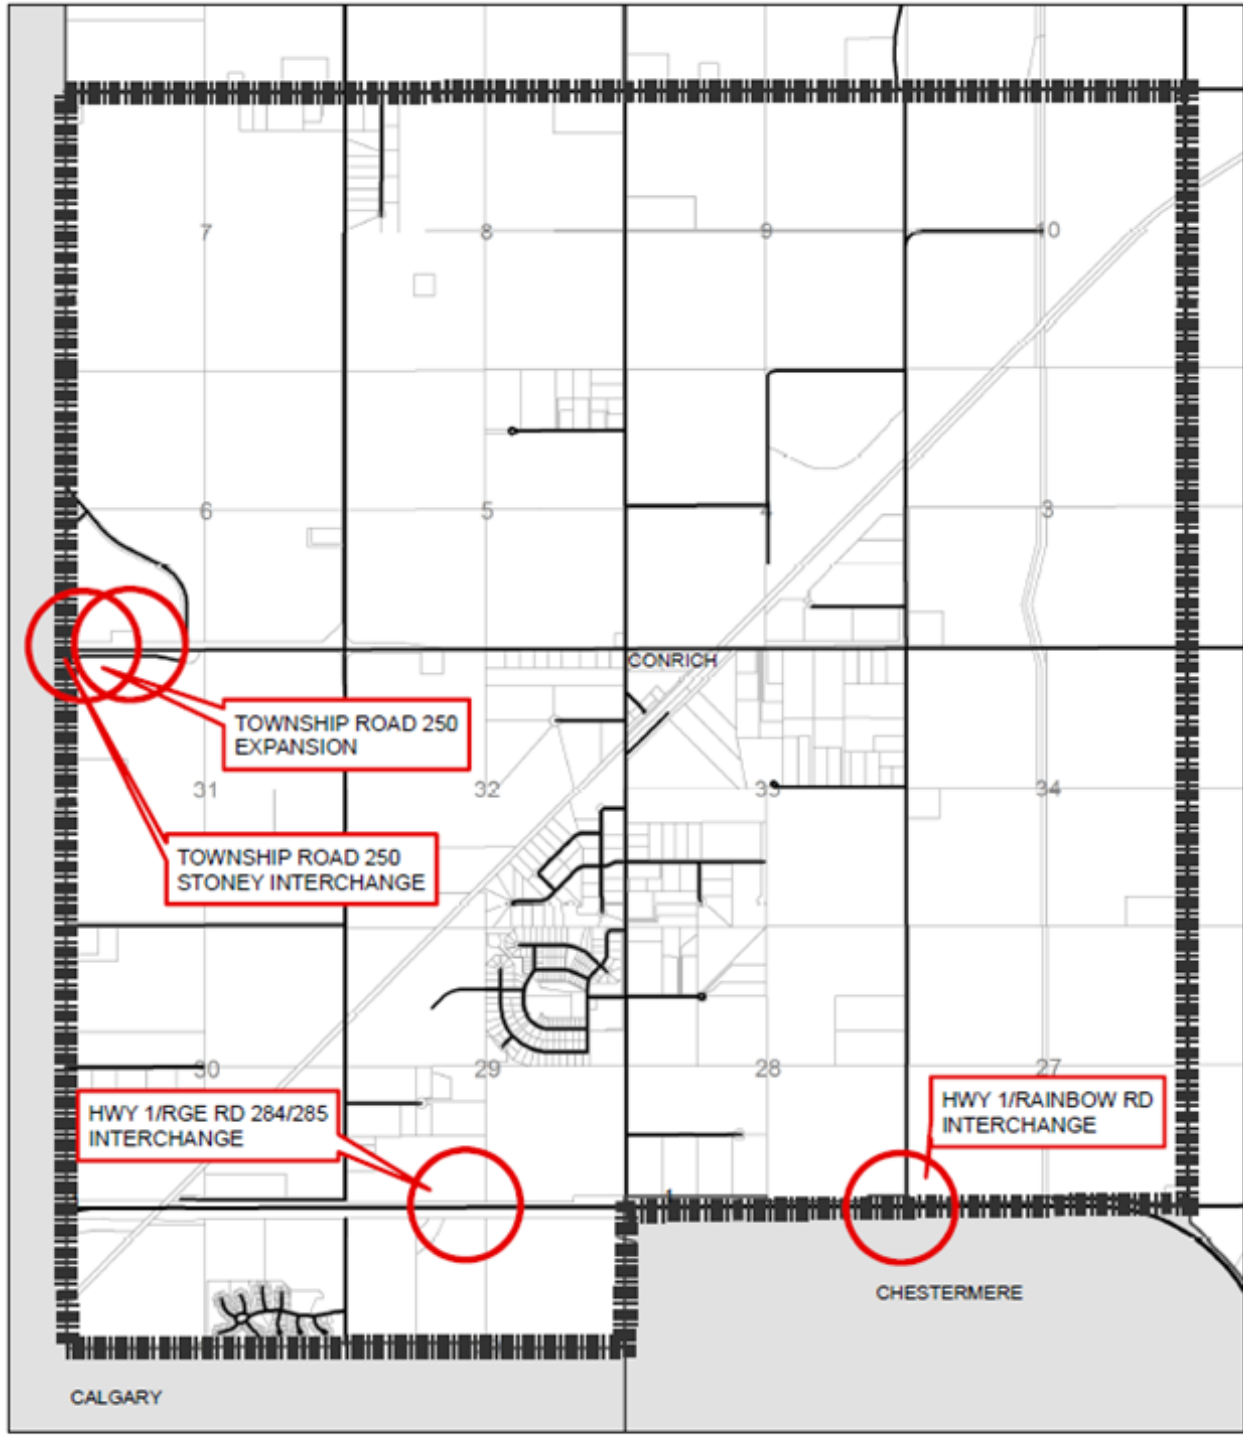 7
8
9
10
6
5
4
3
CONRICH
TOWNSHIP ROAD 250
EXPANSION
31
32
33
34
TOWNSHIP ROAD 250
STONEY INTERCHANGE
30
29
28
27
HWY 1/RGE RD 284/285
INTERCHANGE
HWY 1/RAINBOW RD
INTERCHANGE
1
CHESTERMERE
CALGARY